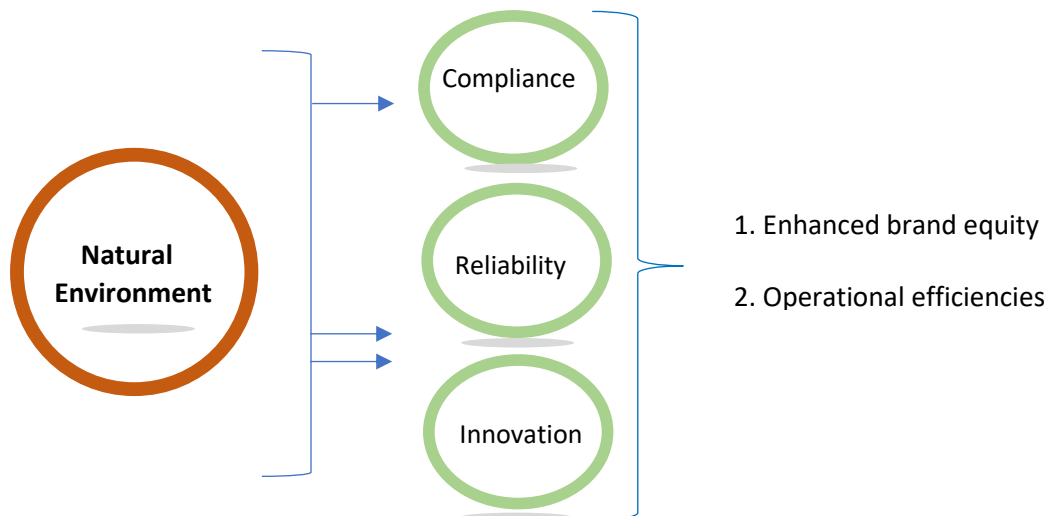 Natural
Environment
Compliance
Reliability
Innovation
1. Enhanced brand equity
2. Operational efficiencies